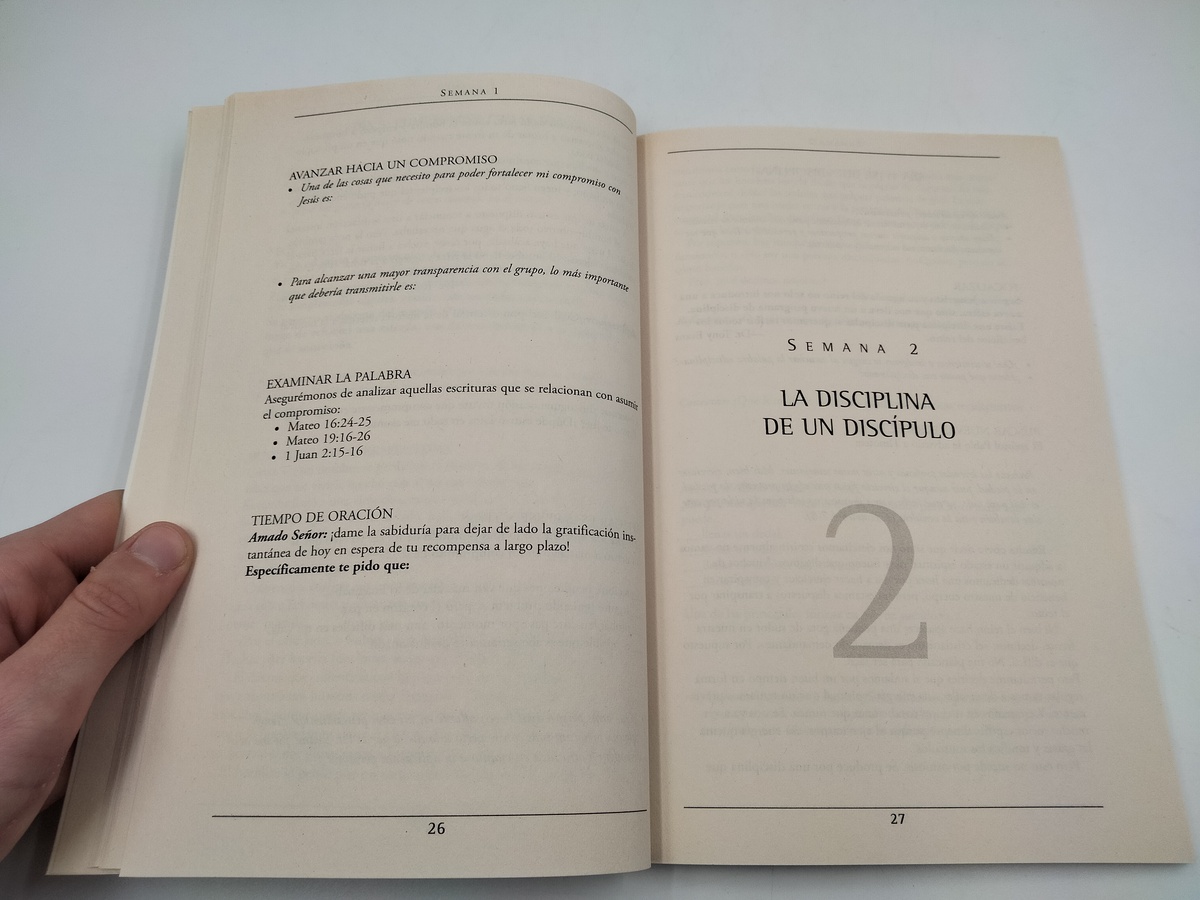 SEMANA 1
AVANZAR HACIA UN COMPROMISO
• Una de las cosas que necesito para poder fortalecer mi compromiso con
Jesús es:
• Para alcanzar una mayor transparencia con el grupo, lo más importante
que debería transmitirle es:
EXAMINAR LA PALABRA
Asegurémonos de analizar aquellas escrituras que se relacionan con asumir
el compromiso:
• Mateo 16:24-25
• Mateo 19:16-26
• 1 Juan 2:15-16
TIEMPO DE ORACIÓN
Amado Señor: ¡dame la sabiduría para dejar de lado la gratificación ins-
tantánea de hoy en espera de tu recompensa a largo plazo!
Específicamente te pido que:
26
SEMANA 2
LA DISCIPLINA
DE UN DISCÍPULO
2
27